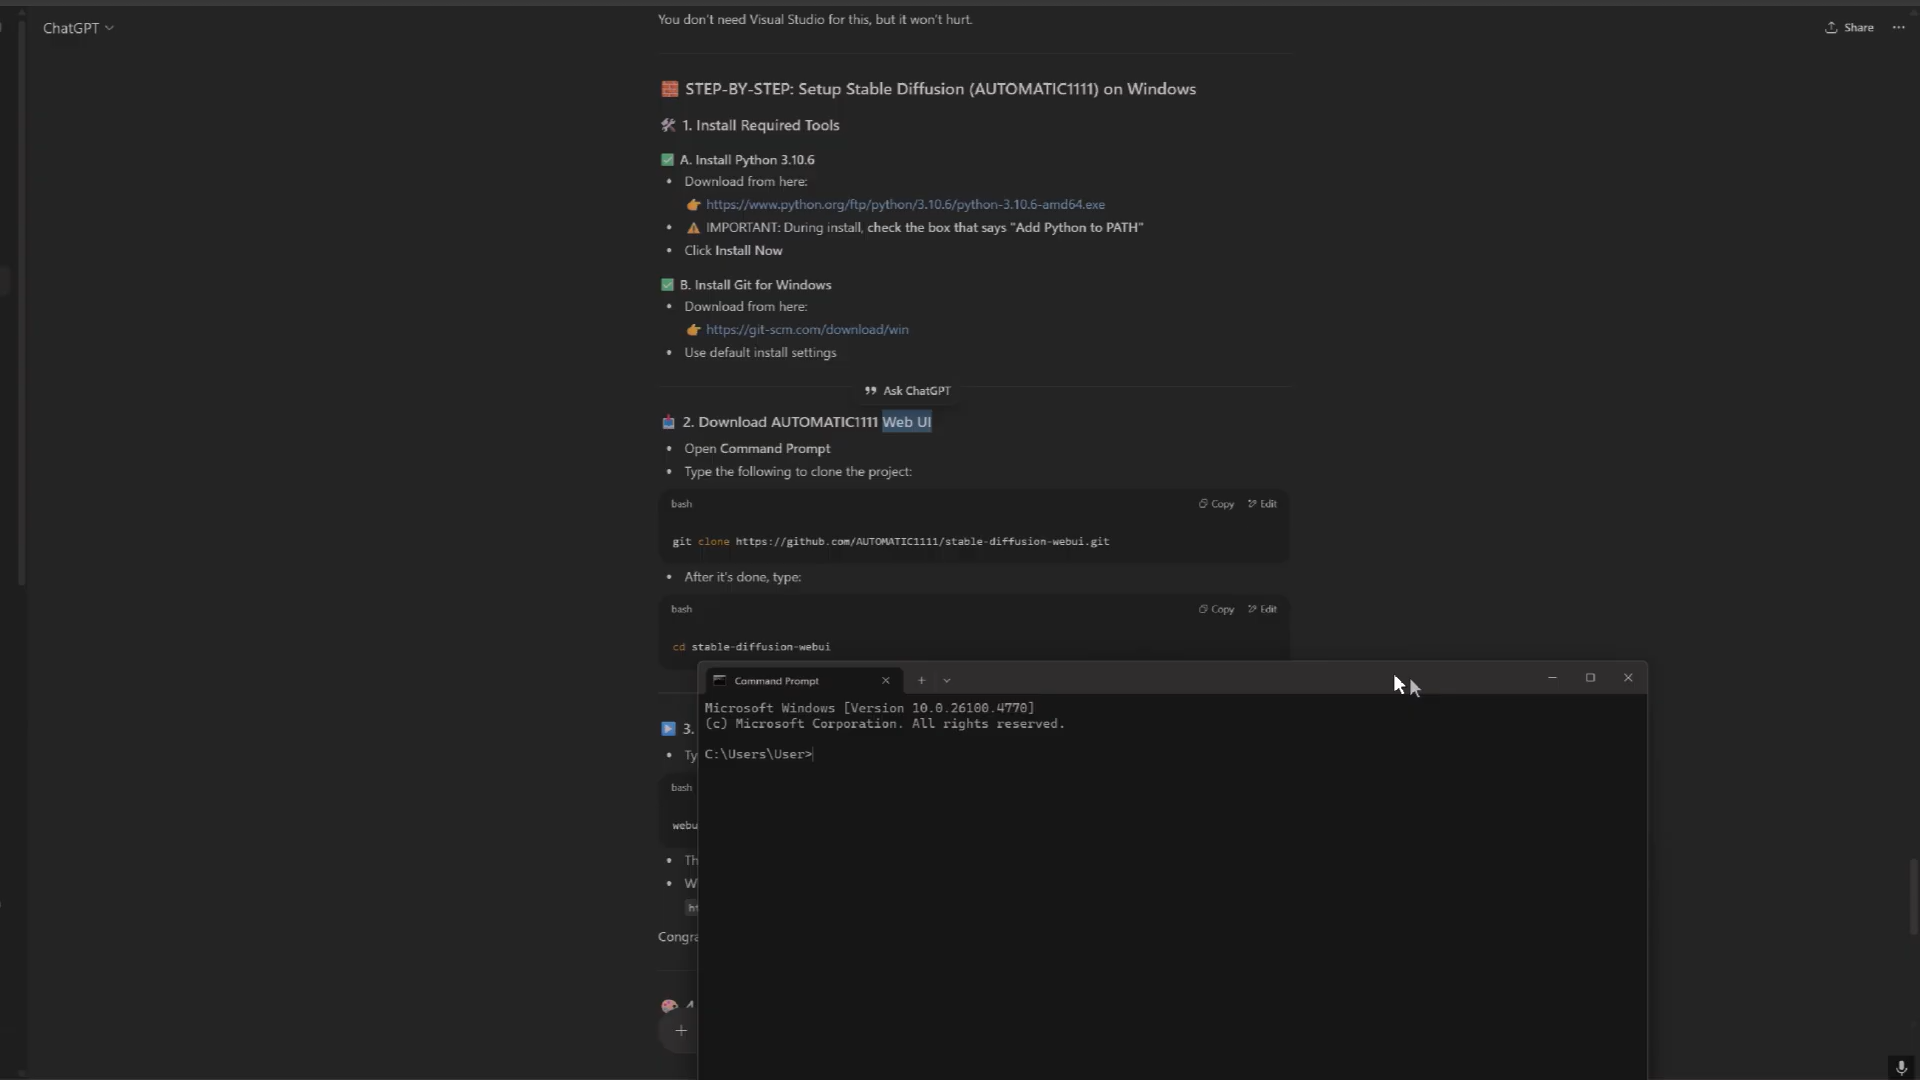 You don't need Visual Studio for this, but it won't hurt.
ChatGPT
Share
STEP-BY-STEP: Setup Stable Diffusion (AUTOMATIC1111) on Windows
1. Install Required Tools
A. Install Python 3.10.6
Download from here:
https://www.python.org/ftp/python/3.10.6/python-3.10.6-amd64.exe
IMPORTANT: During install, check the box that says "Add Python to PATH"
Click Install Now
B. Install Git for Windows
Download from here:
https://git-scm.com/download/win
Use default install settings
Ask ChatGPT
2. Download AUTOMATIC1111 Web UI
Open Command Prompt
Type the following to clone the project:
bash
Copy
Edit
git clone https://github.com/AUTOMATIC1111/stable-diffusion-webui.git
After it's done, type:
bash
Copy
Edit
cd stable-diffusion-webui
Command Prompt
Microsoft Windows [Version 10.0.26100.4770]
(c) Microsoft Corporation. All rights reserved.
C:\Users\User>
3.
Ty
bash
webu
Th
W
ht
Congra